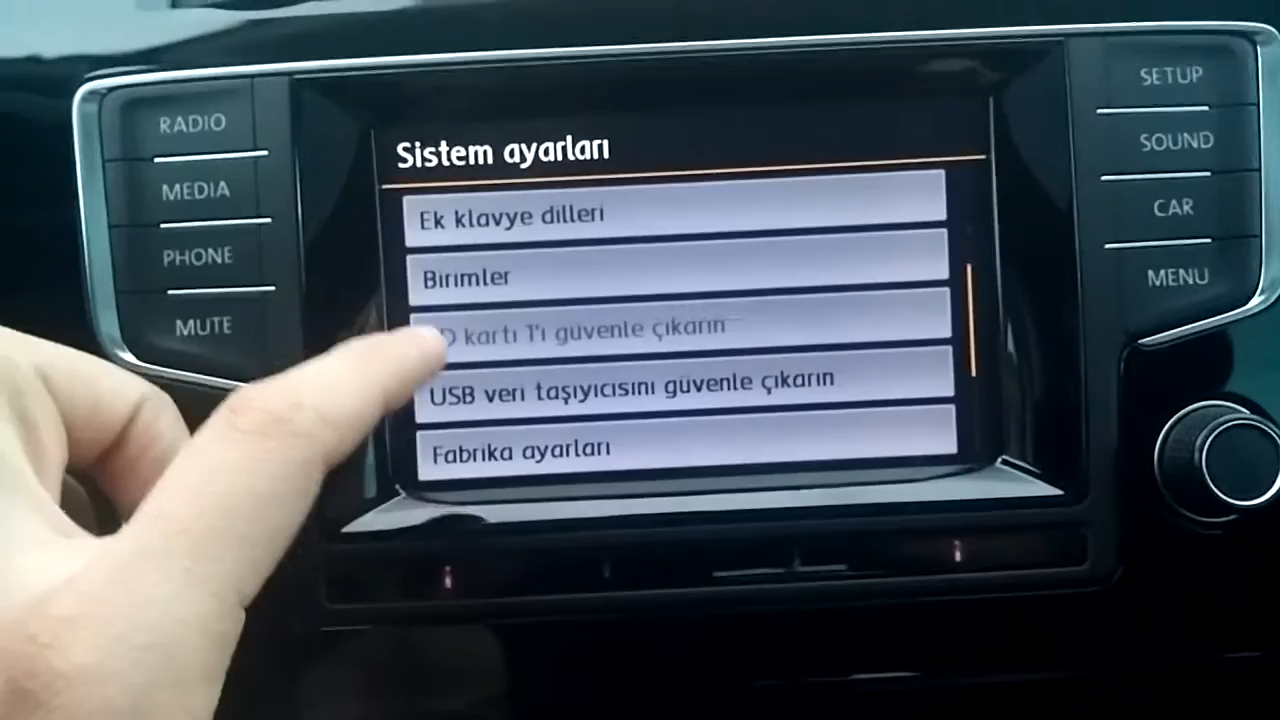 RADIO
MEDIA
PHONE
MUTE
Sistem ayarları
Ek klavye dilleri
Birimler
D kartı 1'i güvenle çıkarın
USB veri taşıyıcısını güvenle çıkarın
Fabrika ayarları
SETUP
SOUND
CAR
MENU